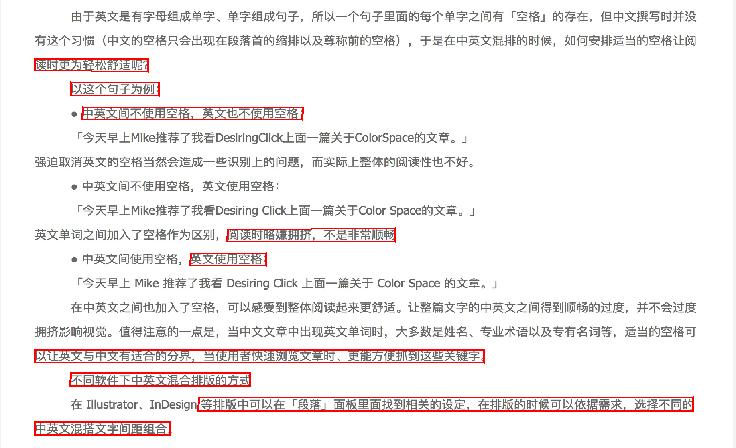 由于英文是有字母组成单字、单字组成句子，所以一个句子里面的每个单字之间有「空格」的存在，但中文撰写时并没
有这个习惯（中文的空格只会出现在段落首的缩排以及尊称前的空格），于是在中英文混排的时候，如何安排适当的空格让阅
读时更为轻松舒适呢?
以这个句子为例：
● 中英文间不使用空格，英文也不使用空格：
「今天早上Mike推荐了我看DesiringClick上面一篇关于ColorSpace的文章。」
强迫取消英文的空格当然会造成一些识别上的问题，而实际上整体的阅读性也不好。
● 中英文间不使用空格，英文使用空格：
「今天早上Mike推荐了我看Desiring Click上面一篇关于Color Space的文章。」
英文单词之间加入了空格作为区别，阅读时略嫌拥挤，不是非常顺畅
● 中英文间使用空格，英文使用空格：
「今天早上 Mike 推荐了我看 Desiring Click 上面一篇关于 Color Space 的文章。」
在中英文之间也加入了空格，可以感受到整体阅读起来更舒适。让整篇文字的中英文之间得到顺畅的过度，并不会过度
拥挤影响视觉。值得注意的一点是，当中文文章中出现英文单词时，大多数是姓名、专业术语以及专有名词等，适当的空格可
以让英文与中文有适合的分界，当使用者快速浏览文章时、更能方便抓到这些关键字。
不同软件下中英文混合排版的方式
在 Illustrator、InDesign 等排版中可以在「段落」面板里面找到相关的设定，在排版的时候可以依据需求，选择不同的
中英文混搭文字间距组合。